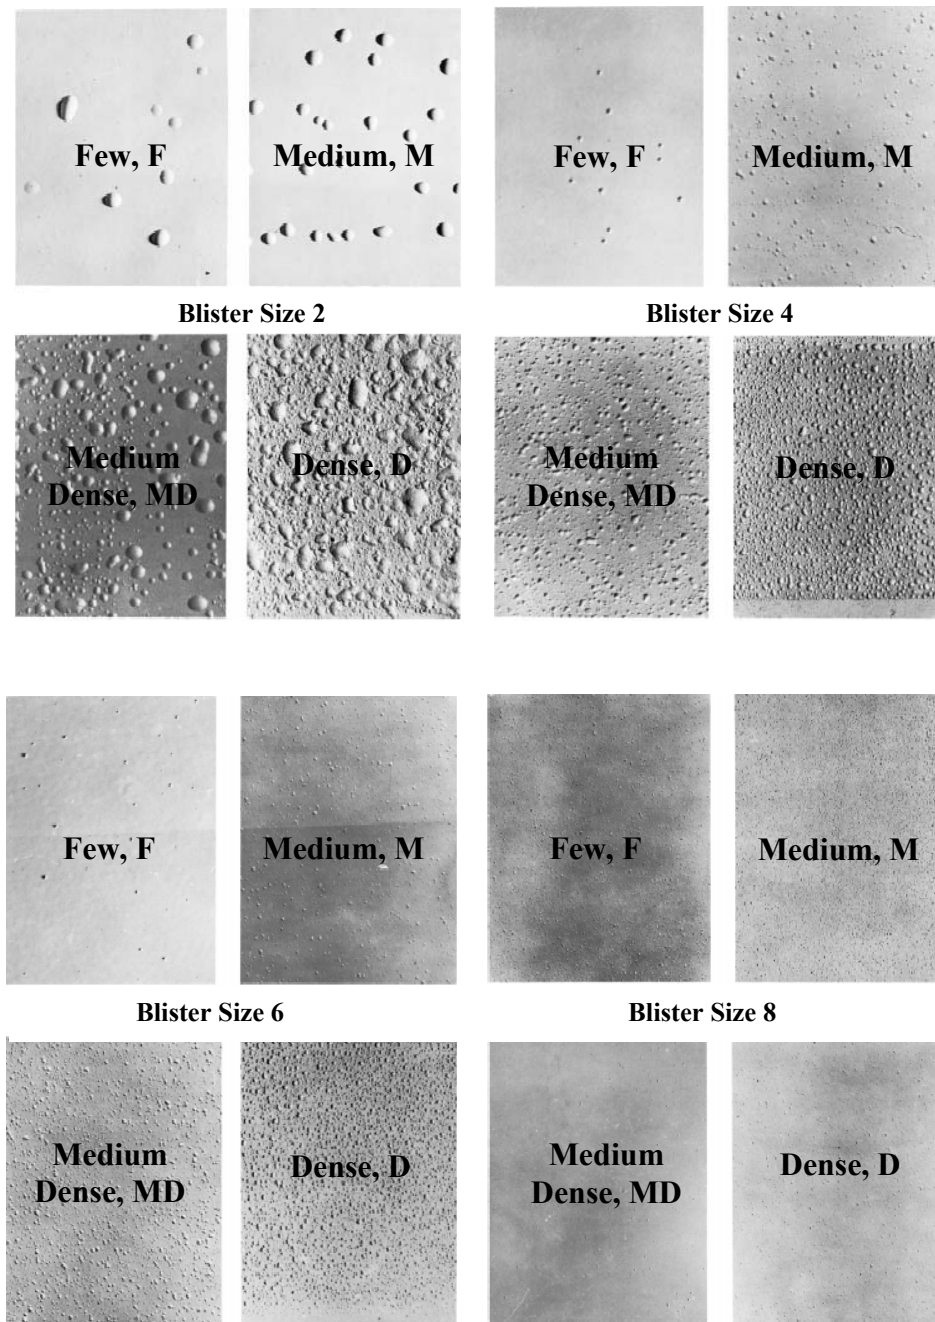 Few, F
Medium, M
Few, F
Medium, M
Blister Size 2
Blister Size 4
Medium
Dense, MD
Dense, D
Medium
Dense, MD
Dense, D
Few, F
Medium, M
Few, F
Medium, M
Blister Size 6
Blister Size 8
Medium
Dense, MD
Dense, D
Medium
Dense, MD
Dense, D